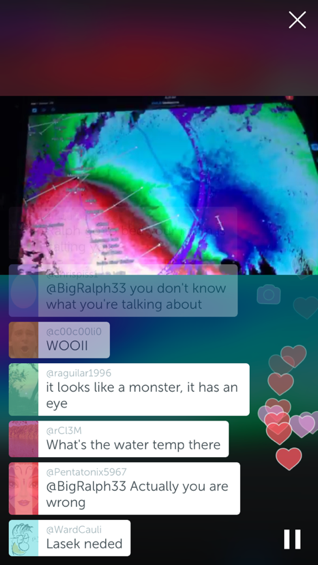 @BigRalph33 you don't know
what you're talking about
@c00c00li0
WOOII
@raguilar1996
it looks like a monster, it has an
eye
@rCl3M
What's the water temp there
@Pentatonix5967
@BigRalph33 Actually you are
wrong
@WardCauli
Lasek neded